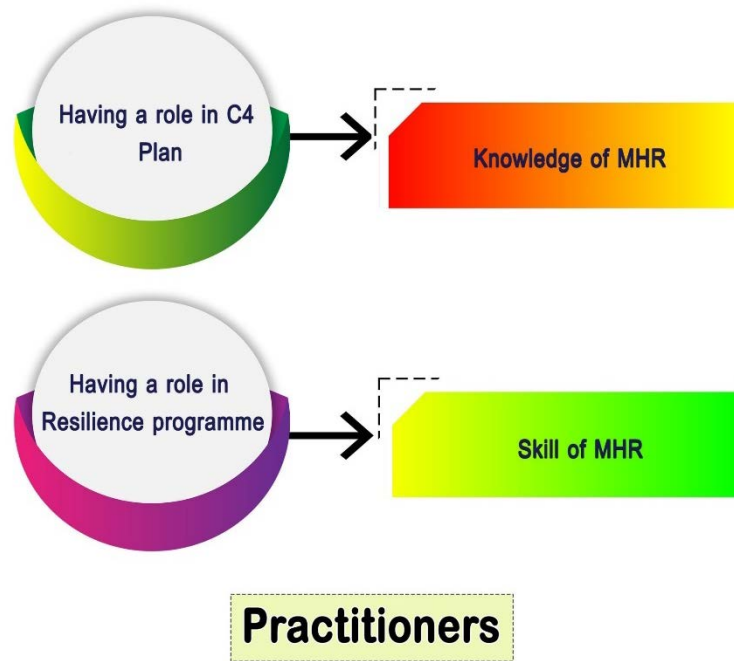 Having a role in C4
Plan
Knowledge of MHR
Having a role in
Resilience programme
Skill of MHR
Practitioners